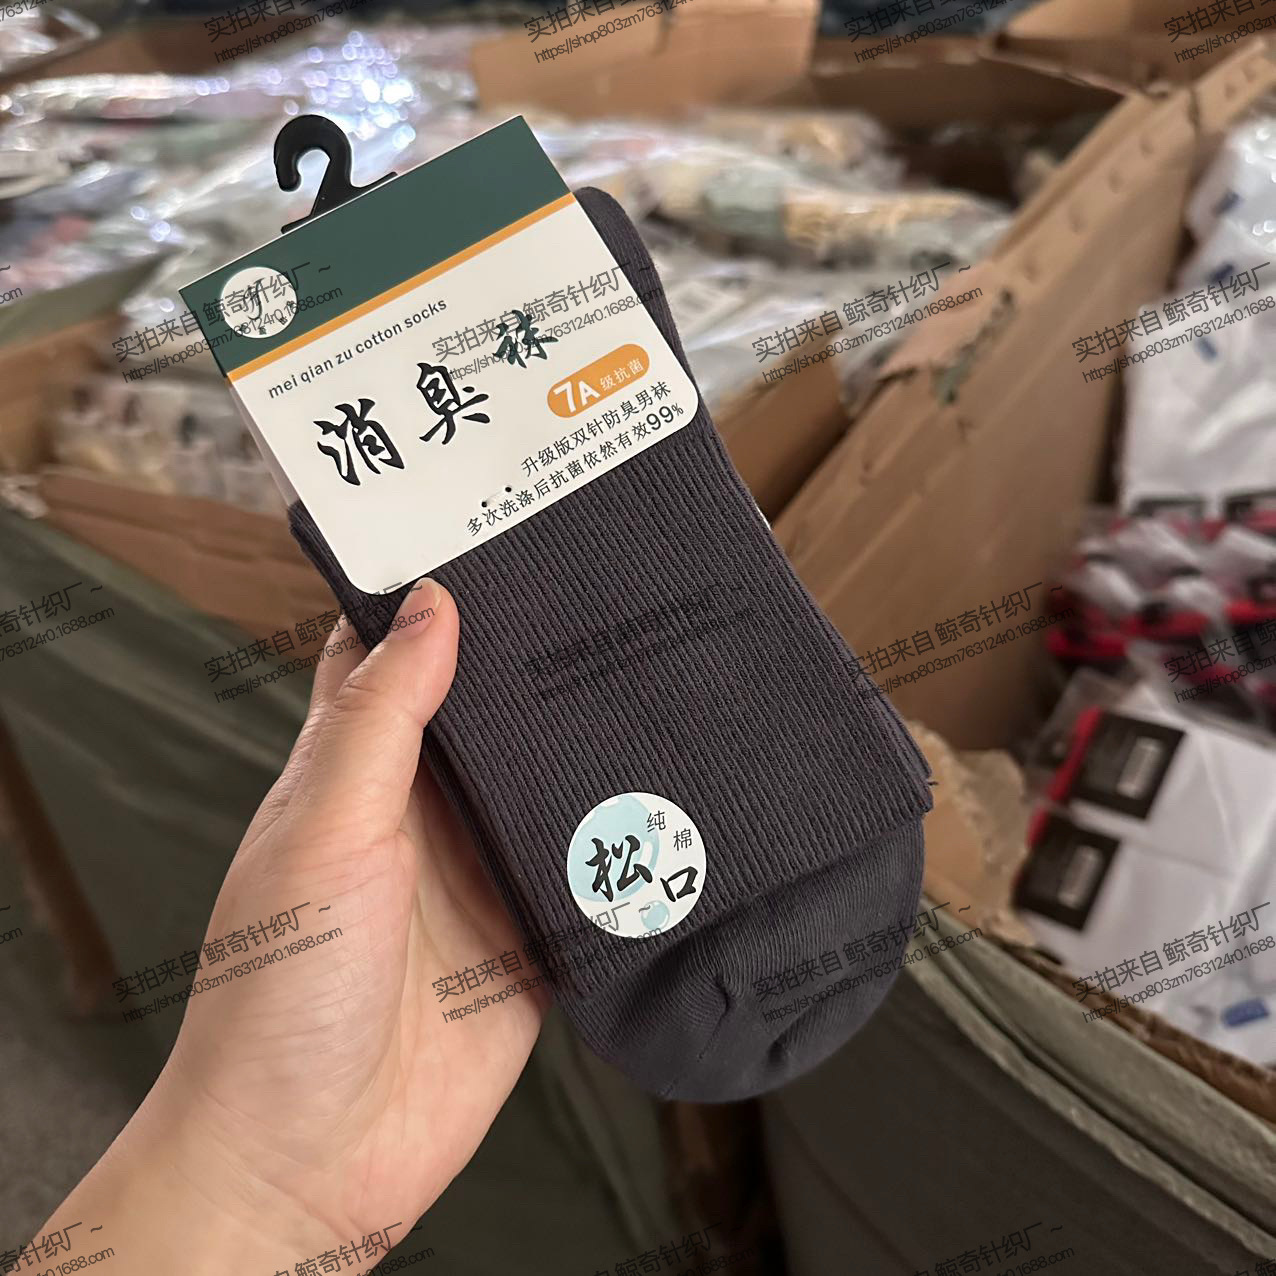 mei qian zu cotton socks
消臭袜
7A级抗菌
升级版双针防臭男袜
多次洗涤后抗菌依然有效99%
纯棉
松口
实拍来自 鲸奇针织厂~
https://shop803zm763124r0.1688.com